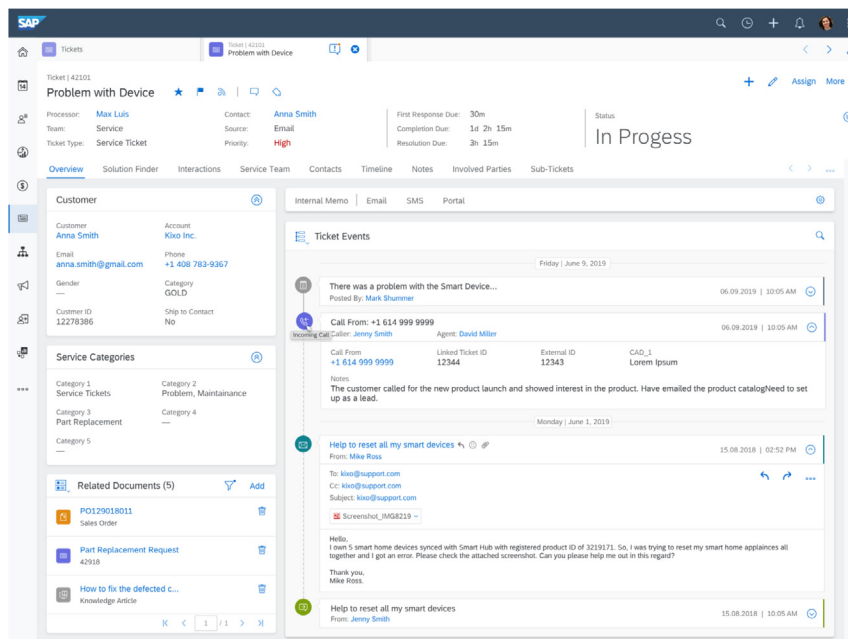 SAP
Tickets
Ticket | 42101
Problem with Device
14
Ticket | 42101
Problem with Device
Assign More
Processor: Max Luis
Team: Service
Ticket Type: Service Ticket
Contact: Anna Smith
Source: Email
Priority: High
First Response Due: 30m
Completion Due: 1d 2h 15m
Resolution Due: 3h 15m
Status
In Progess
Overview Solution Finder Interactions Service Team Contacts Timeline Notes Involved Parties Sub-Tickets
Customer
Customer Account
Anna Smith Kixo Inc.
Email Phone
anna.smith@gmail.com +1 408 783-9367
Gender Category
— GOLD
Custmer ID Ship to Contact
12278386 No
Service Categories
Category 1 Category 2
Service Tickets Problem, Maintainance
Category 3 Category 4
Part Replacement —
Category 5
—
Related Documents (5) Add
PO129018011
Sales Order
Part Replacement Request
42918
How to fix the defected c...
Knowledge Article
1 / 1
Internal Memo Email SMS Portal
Ticket Events
Friday | June 9, 2019
There was a problem with the Smart Device...
Posted By: Mark Shummer
06.09.2019 | 10:05 AM
Call From: +1 614 999 9999
Incoming Call
Caller: Jenny Smith Agent: David Miller
06.09.2019 | 10:05 AM
Call From Linked Ticket ID External ID CAD_1
+1 614 999 9999 12344 12343 Lorem Ipsum
Notes
The customer called for the new product launch and showed interest in the product. Have emailed the product catalogNeed to set
up as a lead.
Monday | June 1, 2019
Help to reset all my smart devices
From: Mike Ross
15.08.2018 | 02:52 PM
To: kixo@support.com
Cc: kixo@support.com
Subject: kixo@support.com
Screenshot_IMG8219
Hello,
I own 5 smart home devices synced with Smart Hub with registered product ID of 3219171. So, I was trying to reset my smart home applainces all
together and I got an error. Please check the attached screenshot. Can you please help me out in this regard?
Thank you,
Mike Ross.
Help to reset all my smart devices
From: Jenny Smith
15.08.2018 | 10:05 AM